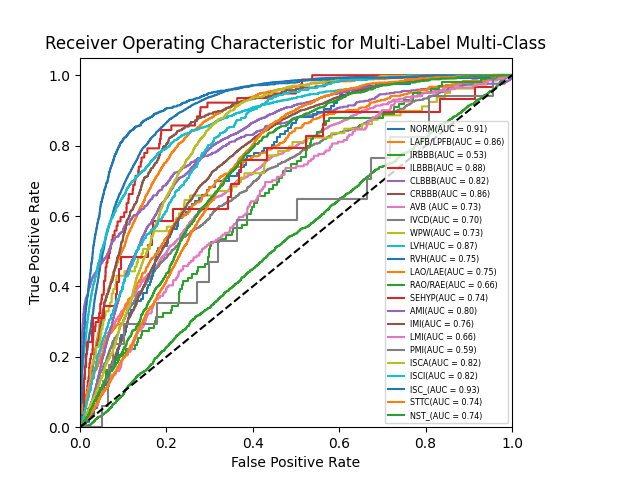 Receiver Operating Characteristic for Multi-Label Multi-Class
1.0
0.8
0.6
0.4
0.2
0.0
True Positive Rate
NORM(AUC = 0.91)
LAFB/LPFB(AUC = 0.86)
IRBBB(AUC = 0.53)
ILBBB(AUC = 0.88)
CLBBB(AUC = 0.82)
CRBBB(AUC = 0.86)
AVB (AUC = 0.73)
IVCD(AUC = 0.70)
WPW(AUC = 0.73)
LVH(AUC = 0.87)
RVH(AUC = 0.75)
LAO/LAE(AUC = 0.75)
RAO/RAE(AUC = 0.66)
SEHYP(AUC = 0.74)
AMI(AUC = 0.80)
IMI(AUC = 0.76)
LMI(AUC = 0.66)
PMI(AUC = 0.59)
ISCA(AUC = 0.82)
ISCI(AUC = 0.82)
ISC_(AUC = 0.93)
STTC(AUC = 0.74)
NST_(AUC = 0.74)
0.0 0.2 0.4 0.6 0.8 1.0
False Positive Rate